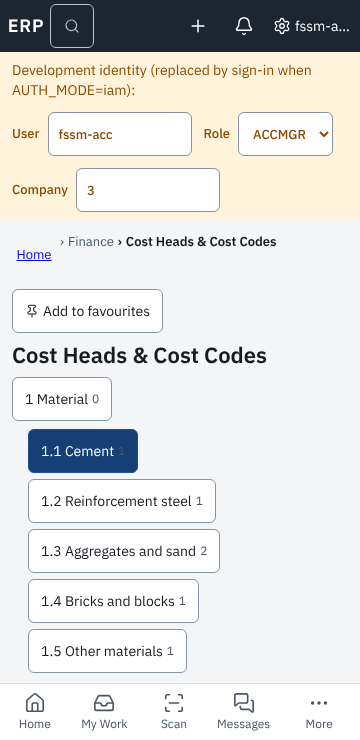 ERP fssm-a...
Development identity (replaced by sign-in when
AUTH_MODE=iam):
User fssm-acc Role ACCMGR
Company 3
Home › Finance › Cost Heads & Cost Codes
Add to favourites
Cost Heads & Cost Codes
1 Material 0
1.1 Cement 1
1.2 Reinforcement steel 1
1.3 Aggregates and sand 2
1.4 Bricks and blocks 1
1.5 Other materials 1
Home My Work Scan Messages More